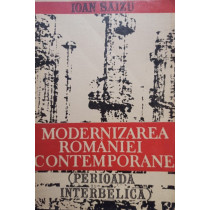 IOAN SAIZU
MODERNIZAREA
ROMÂNIEI
CONTEMPORANE
(PERIOADA
INTERBELICĂ)